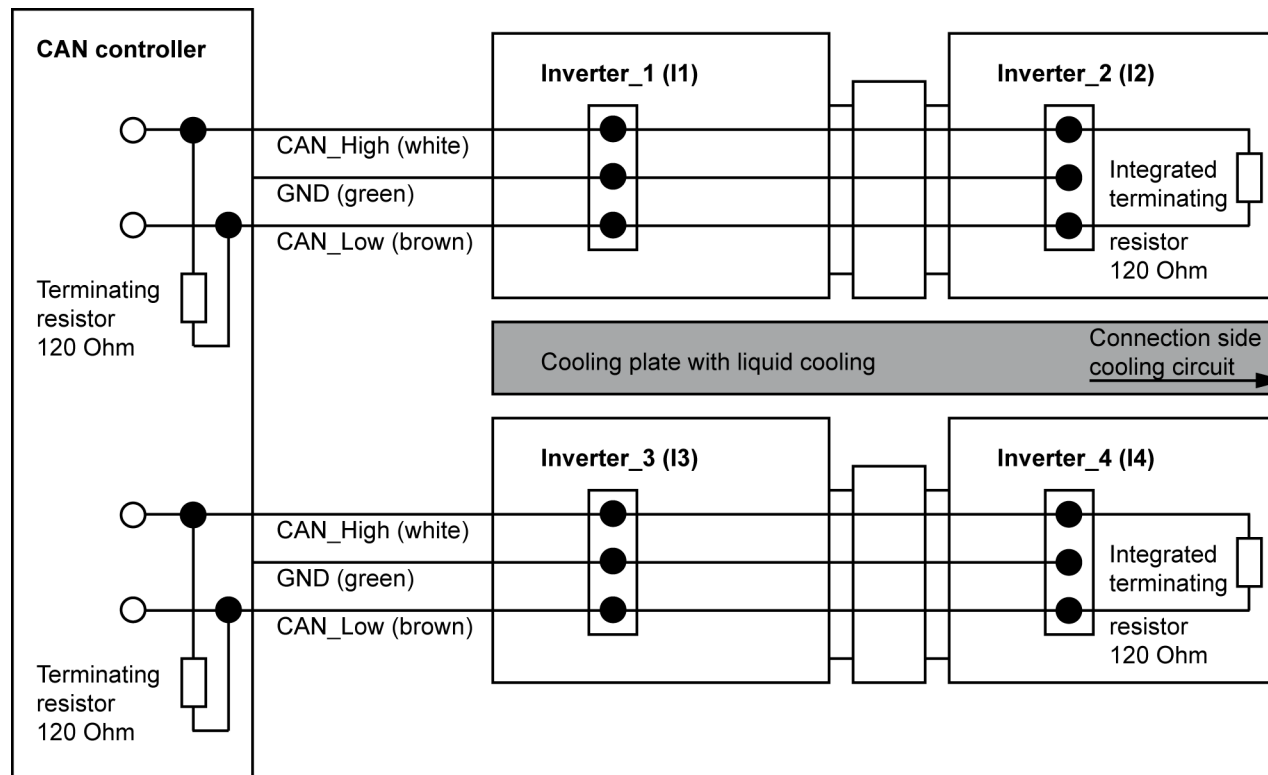 CAN controller
Inverter_1 (I1)
Inverter_2 (I2)
CAN_High (white)
GND (green)
CAN_Low (brown)
Integrated
terminating
resistor
120 Ohm
Terminating
resistor
120 Ohm
Cooling plate with liquid cooling
Connection side
cooling circuit
Inverter_3 (I3)
Inverter_4 (I4)
CAN_High (white)
GND (green)
CAN_Low (brown)
Integrated
terminating
resistor
120 Ohm
Terminating
resistor
120 Ohm